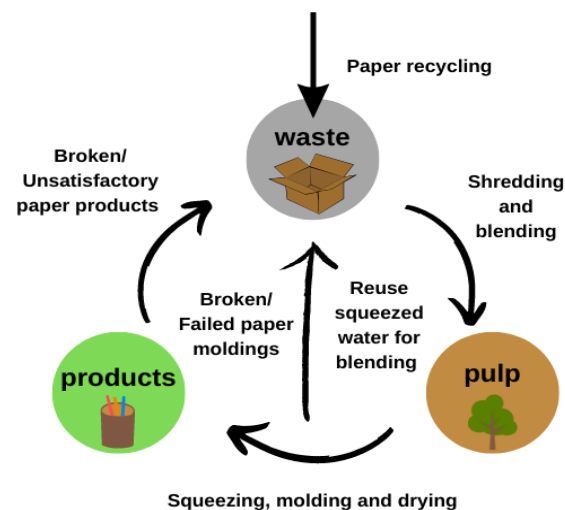 Paper recycling
waste
Broken/
Unsatisfactory
paper products
Shredding
and
blending
Broken/
Failed paper
moldings
Reuse
squeezed
water for
blending
products
pulp
Squeezing, molding and drying